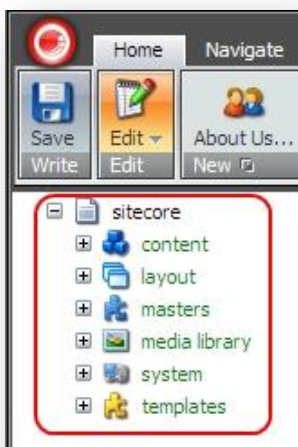 Home Navigate
Save Edit About Us...
Write Edit New
sitecore
content
layout
masters
media library
system
templates